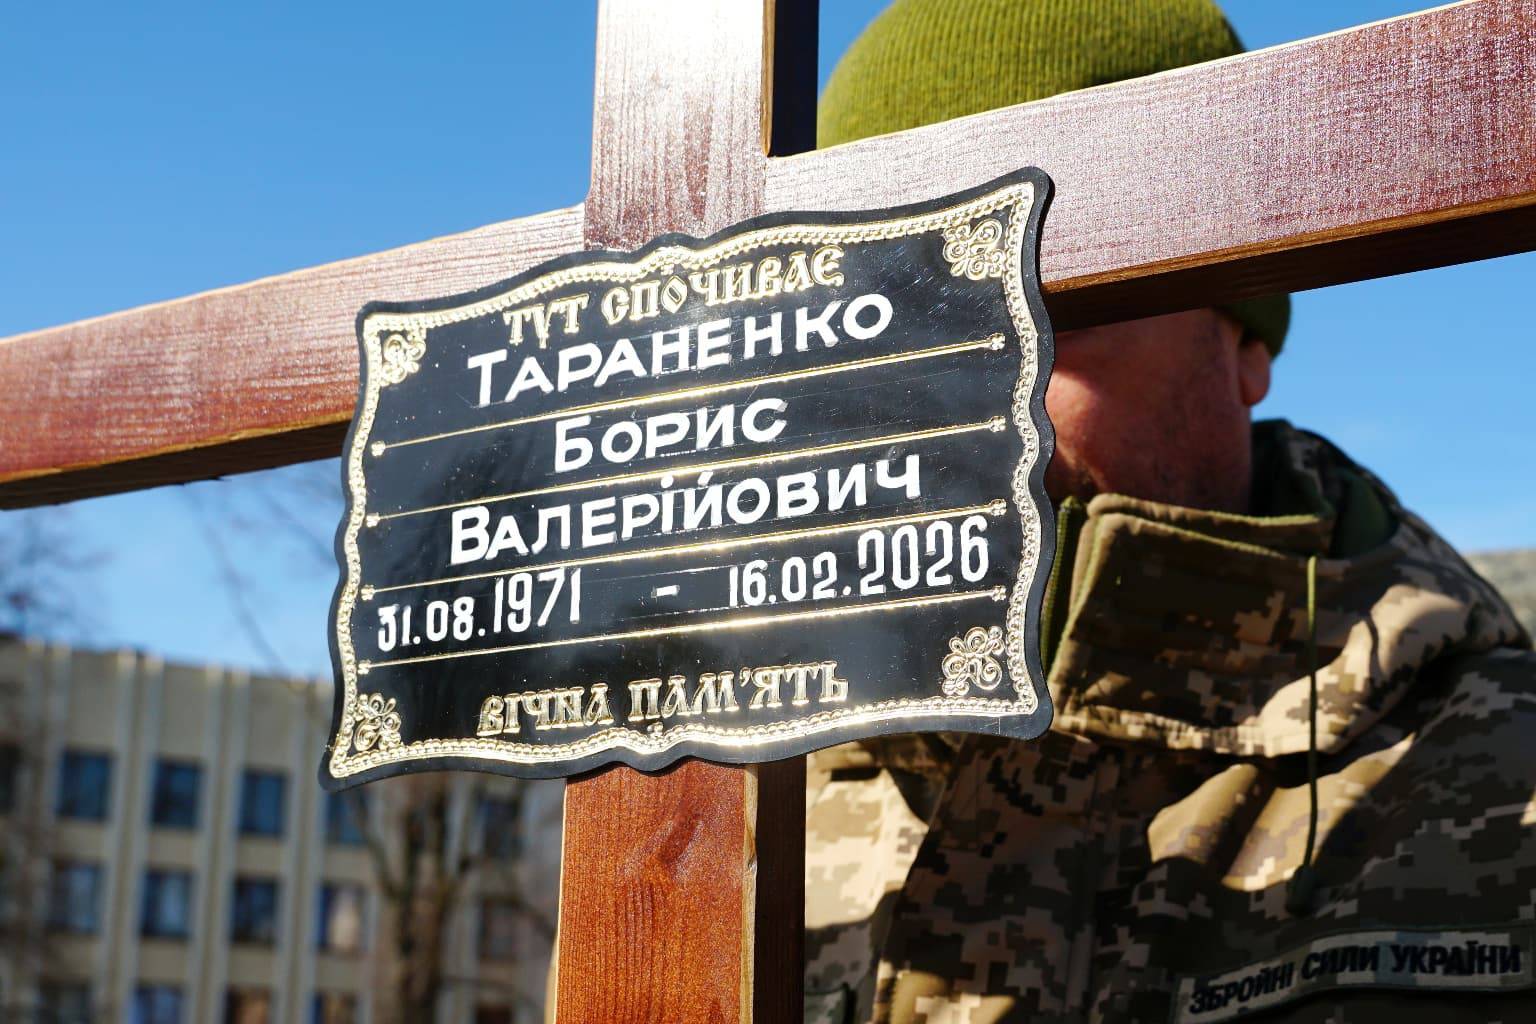 ТУТ СПОЧИВАЄ
ТАРАНЕНКО
БОРИС
ВАЛЕРІЙОВИЧ
31.08.1971 - 16.02.2026
ВІЧНА ПАМ'ЯТЬ
ЗБРОЙНІ СИЛИ УКРАЇНИ